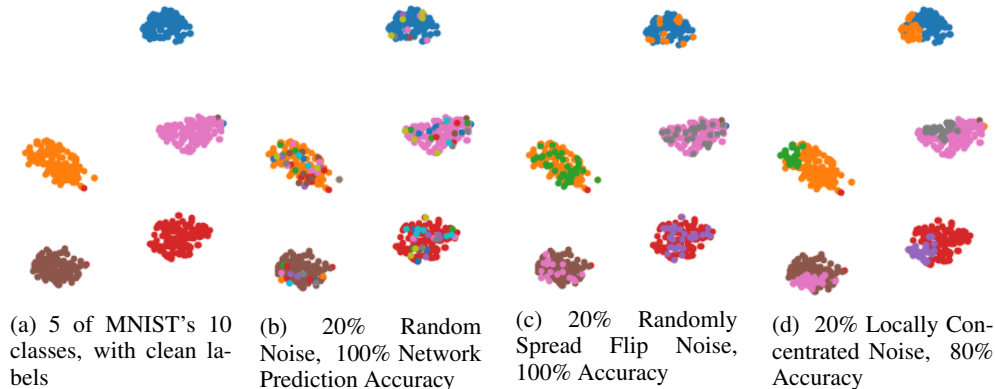 (a) 5 of MNIST's 10
classes, with clean la-
bels
(b) 20% Random
Noise, 100% Network
Prediction Accuracy
(c) 20% Randomly
Spread Flip Noise,
100% Accuracy
(d) 20% Locally Con-
centrated Noise, 80%
Accuracy